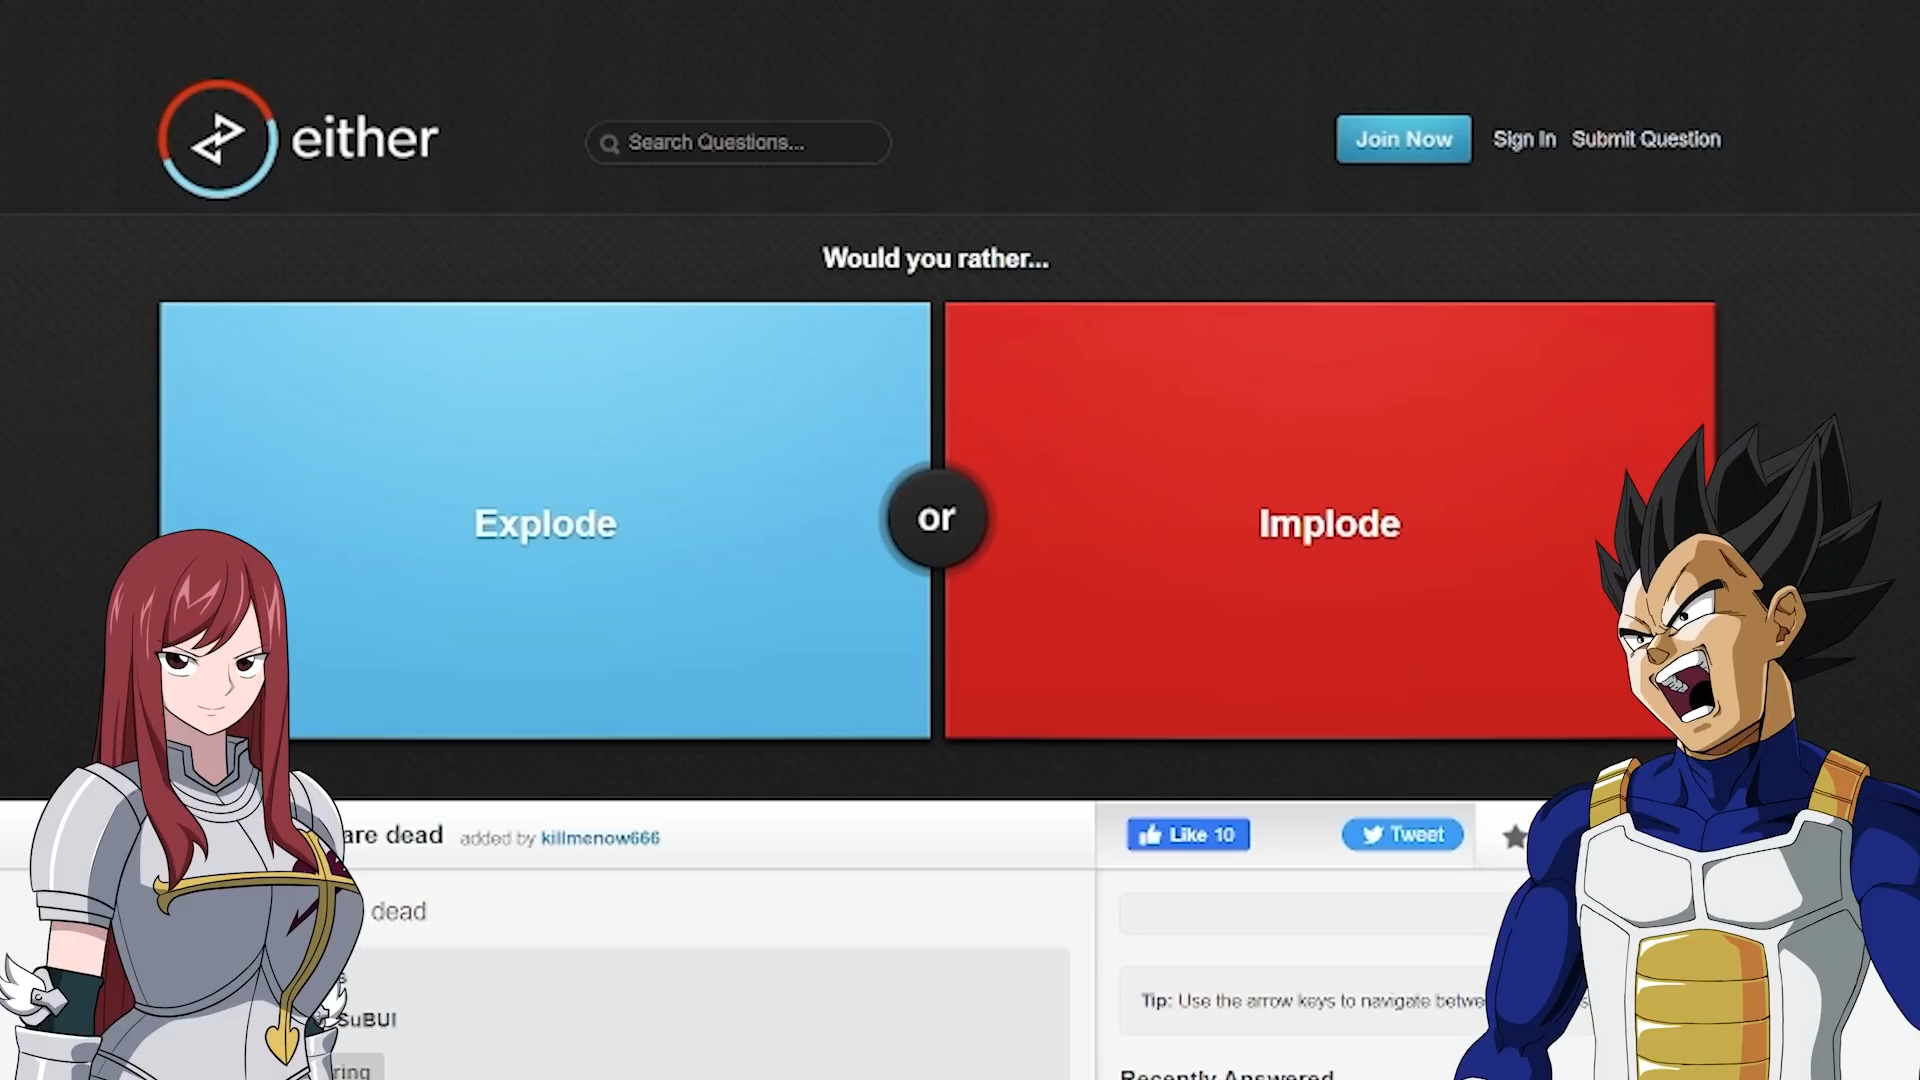 either
Search Questions...
Join Now
Sign In
Submit Question
Would you rather...
Explode
or
Implode
are dead
added by killmenow666
Like 10
Tweet
dead
SuBUI
Tip: Use the arrow keys to navigate
Recently Answered